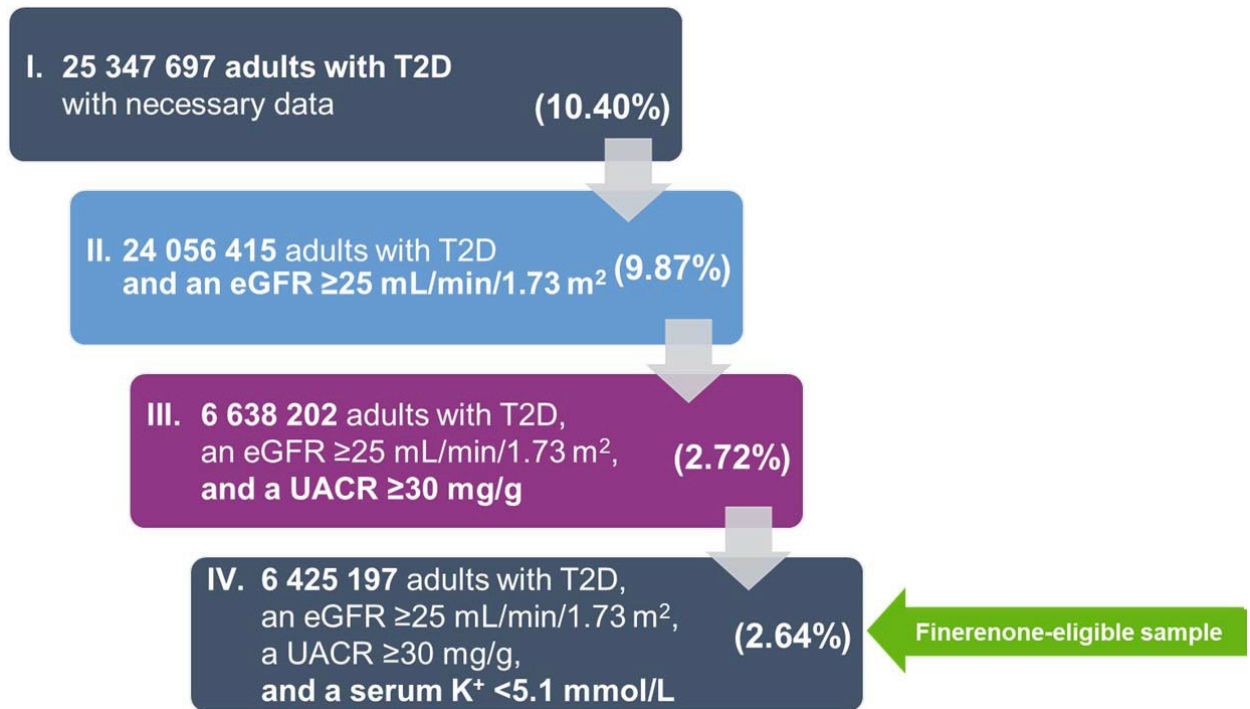 I. 25 347 697 adults with T2D
with necessary data (10.40%)
II. 24 056 415 adults with T2D
and an eGFR ≥25 mL/min/1.73 m² (9.87%)
III. 6 638 202 adults with T2D,
an eGFR ≥25 mL/min/1.73 m²,
(2.72%)
and a UACR ≥30 mg/g
IV. 6 425 197 adults with T2D,
an eGFR ≥25 mL/min/1.73 m²,
(2.64%)
a UACR ≥30 mg/g,
and a serum K⁺ <5.1 mmol/L
Finerenone-eligible sample